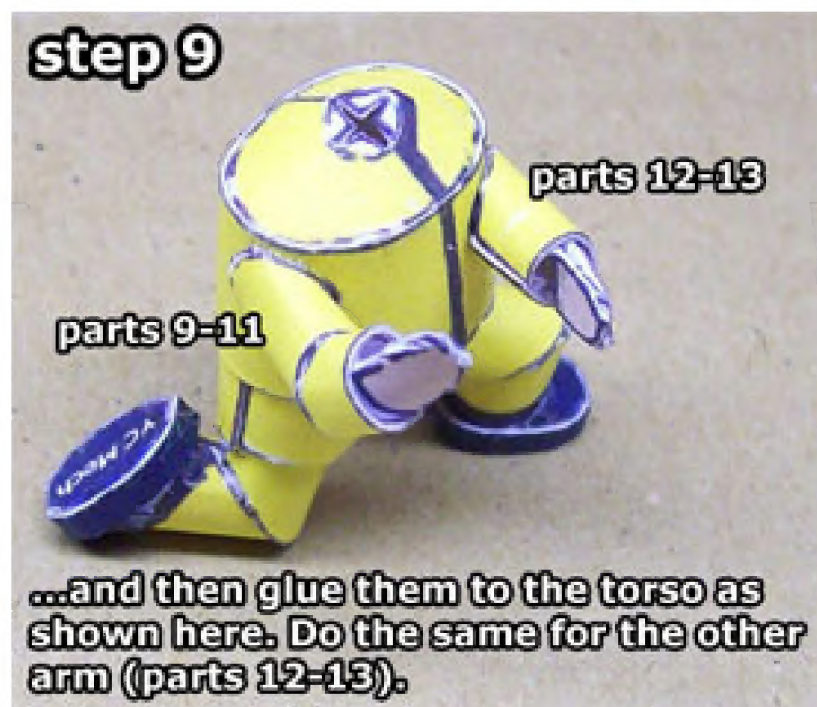 step 9
parts 12-13
parts 9-11
YC Mech
...and then glue them to the torso as
shown here. Do the same for the other
arm (parts 12-13).